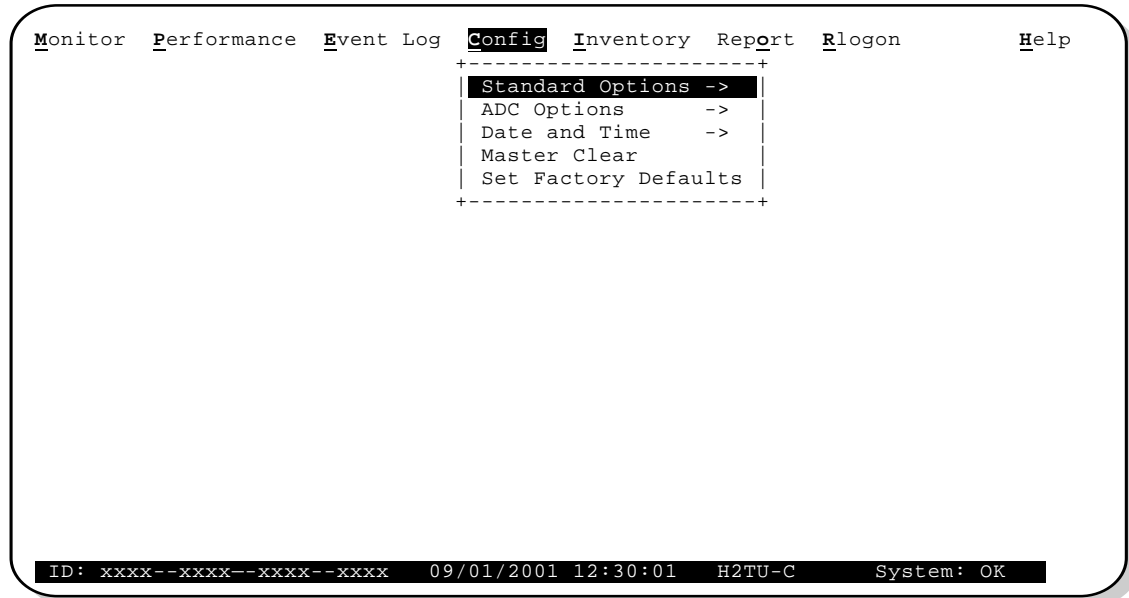 Monitor  Performance  Event Log  Config  Inventory  Report  Rlogon         Help
+----------------------+
| Standard Options ->  |
| ADC Options      ->  |
| Date and Time    ->  |
| Master Clear         |
| Set Factory Defaults |
+----------------------+
ID: xxxx--xxxx--xxxx--xxxx   09/01/2001 12:30:01   H2TU-C      System: OK